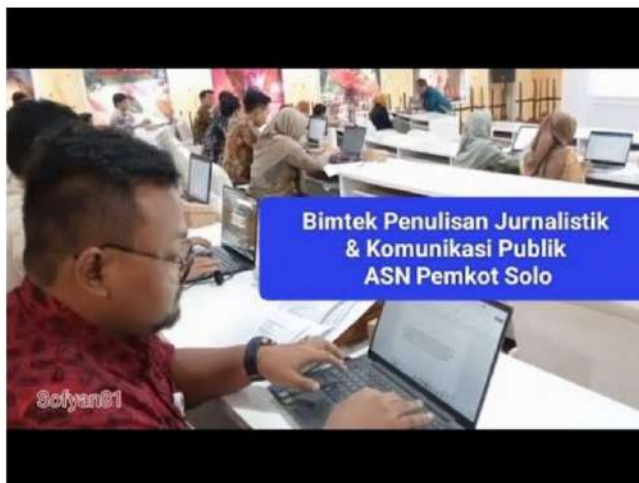 Bimtek Penulisan Jurnalistik
& Komunikasi Publik
ASN Pemkot Solo
Sofyan81